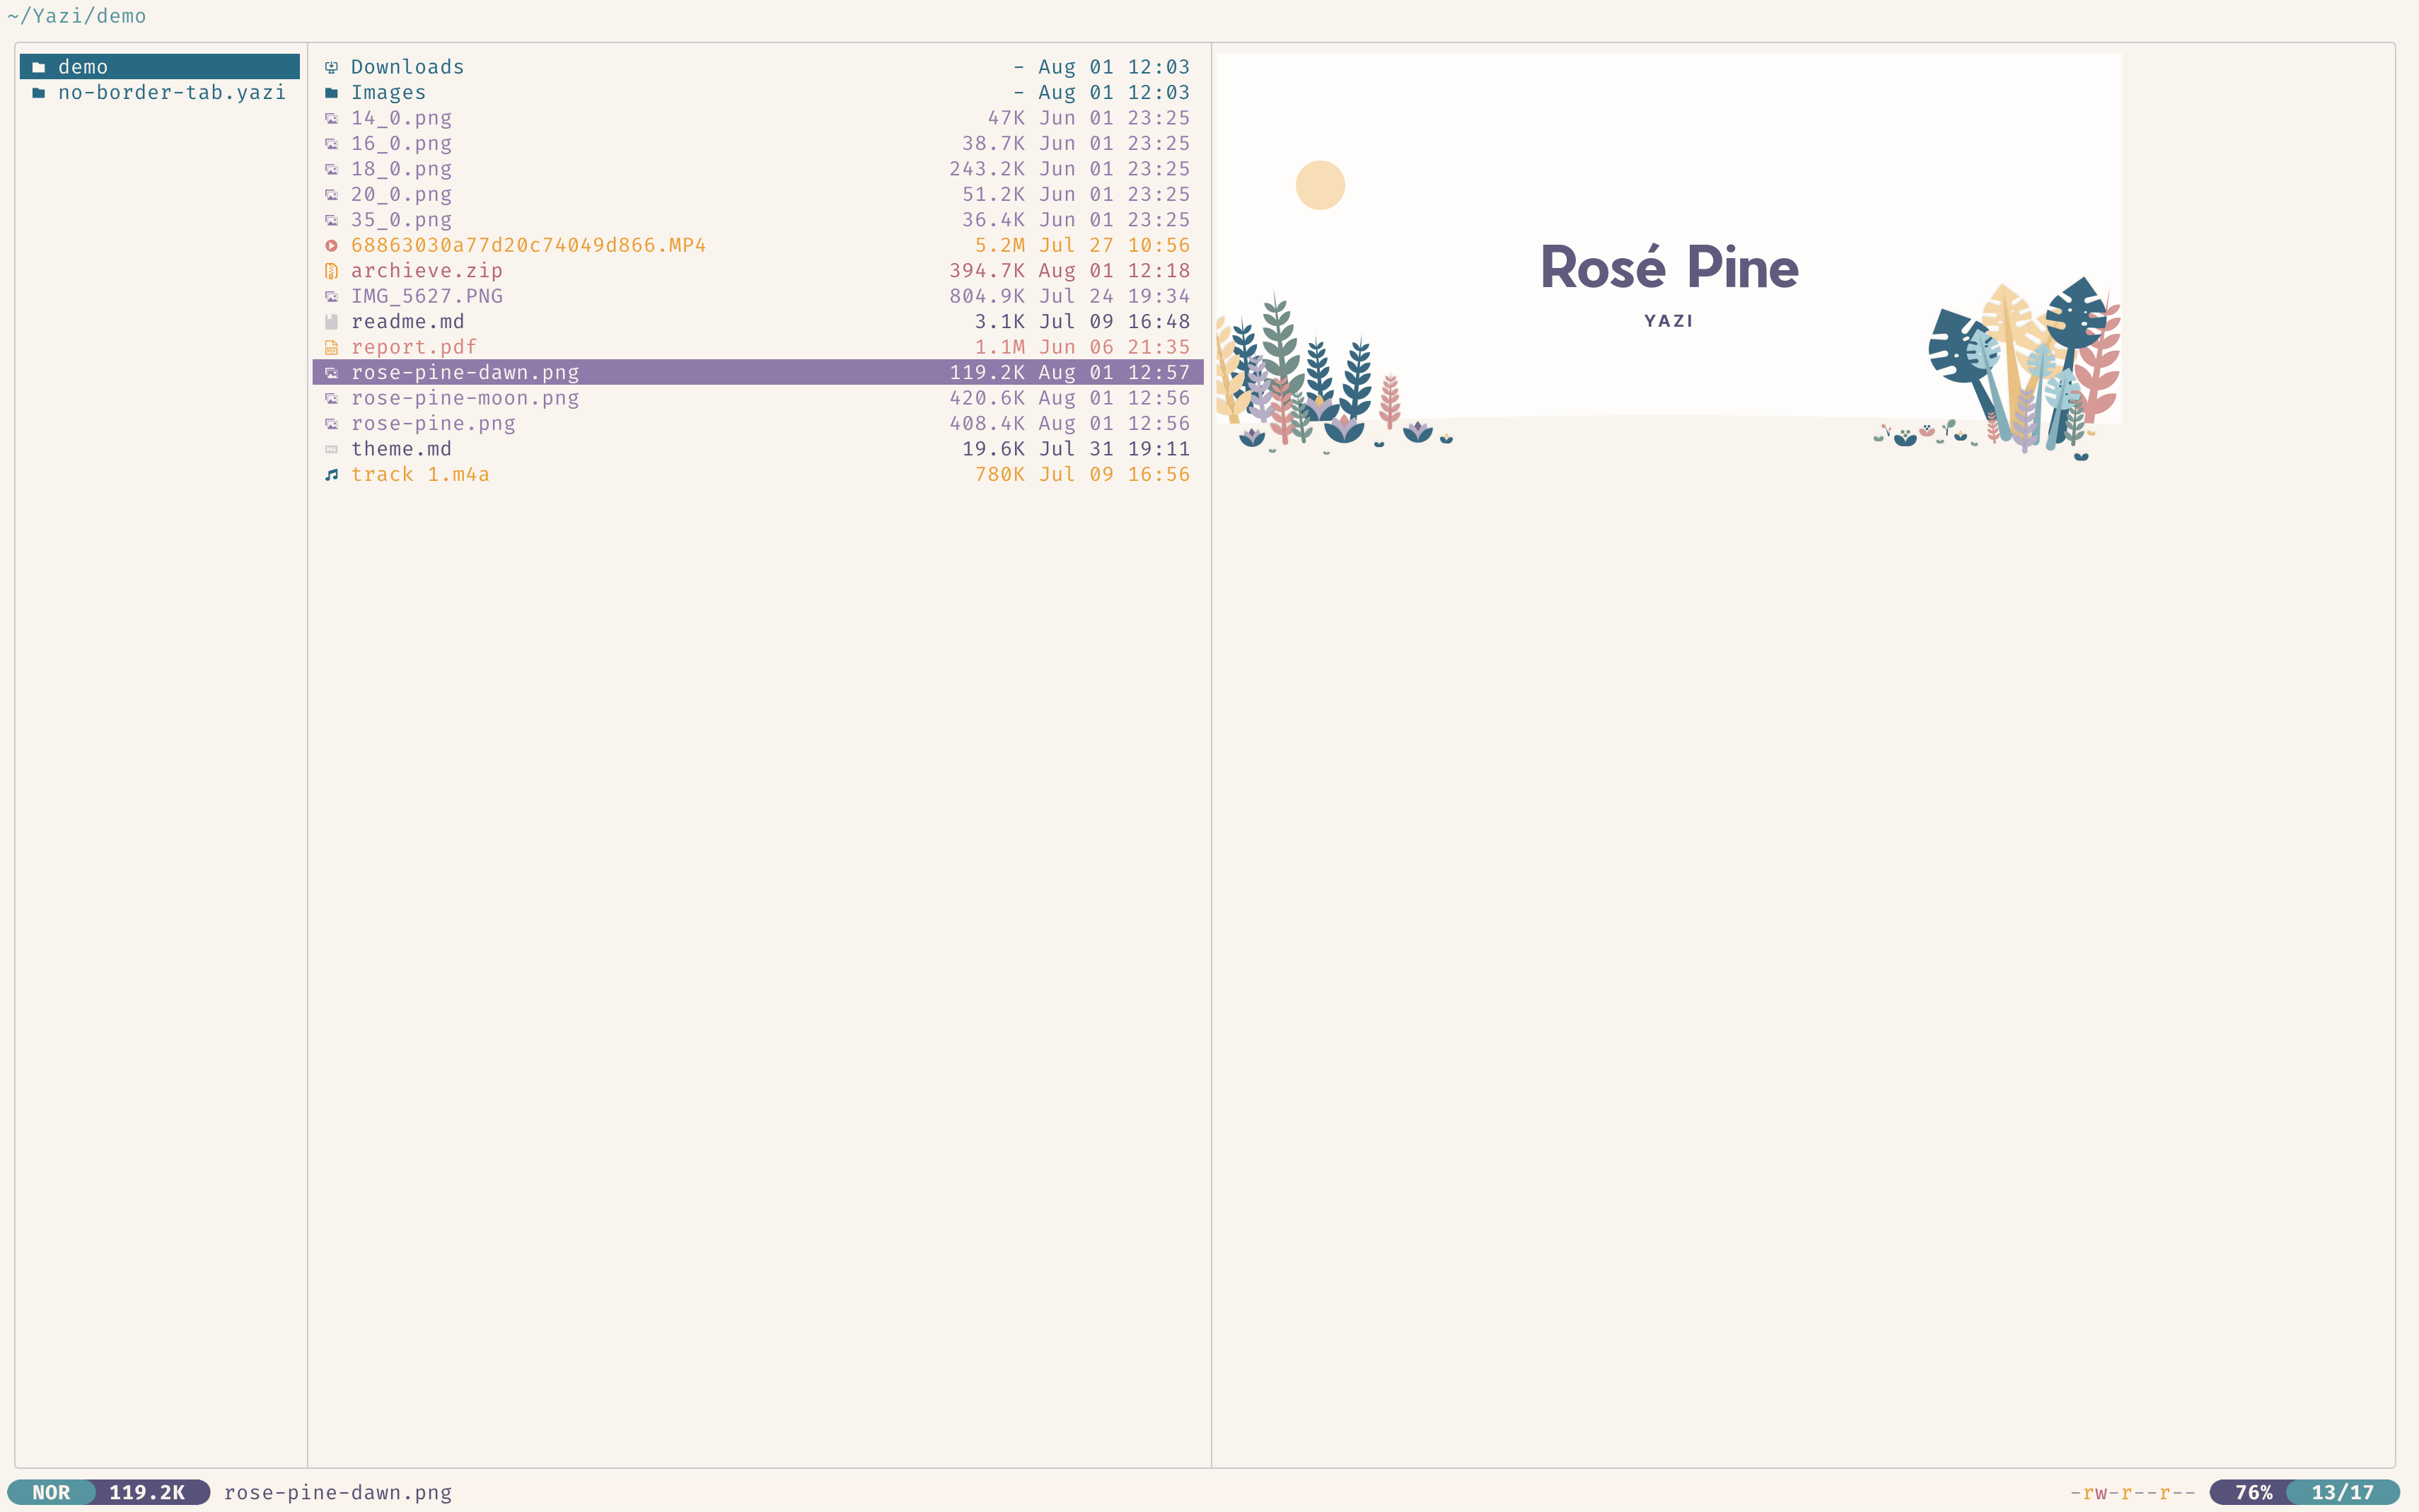 ~/Yazi/demo
demo
no-border-tab.yazi
Downloads - Aug 01 12:03
Images - Aug 01 12:03
14_0.png 47K Jun 01 23:25
16_0.png 38.7K Jun 01 23:25
18_0.png 243.2K Jun 01 23:25
20_0.png 51.2K Jun 01 23:25
35_0.png 36.4K Jun 01 23:25
68863030a77d20c74049d866.MP4 5.2M Jul 27 10:56
archieve.zip 394.7K Aug 01 12:18
IMG_5627.PNG 804.9K Jul 24 19:34
readme.md 3.1K Jul 09 16:48
report.pdf 1.1M Jun 06 21:35
rose-pine-dawn.png 119.2K Aug 01 12:57
rose-pine-moon.png 420.6K Aug 01 12:56
rose-pine.png 408.4K Aug 01 12:56
theme.md 19.6K Jul 31 19:11
track 1.m4a 780K Jul 09 16:56
Rosé Pine
YAZI
NOR 119.2K rose-pine-dawn.png -rw-r--r-- 76% 13/17